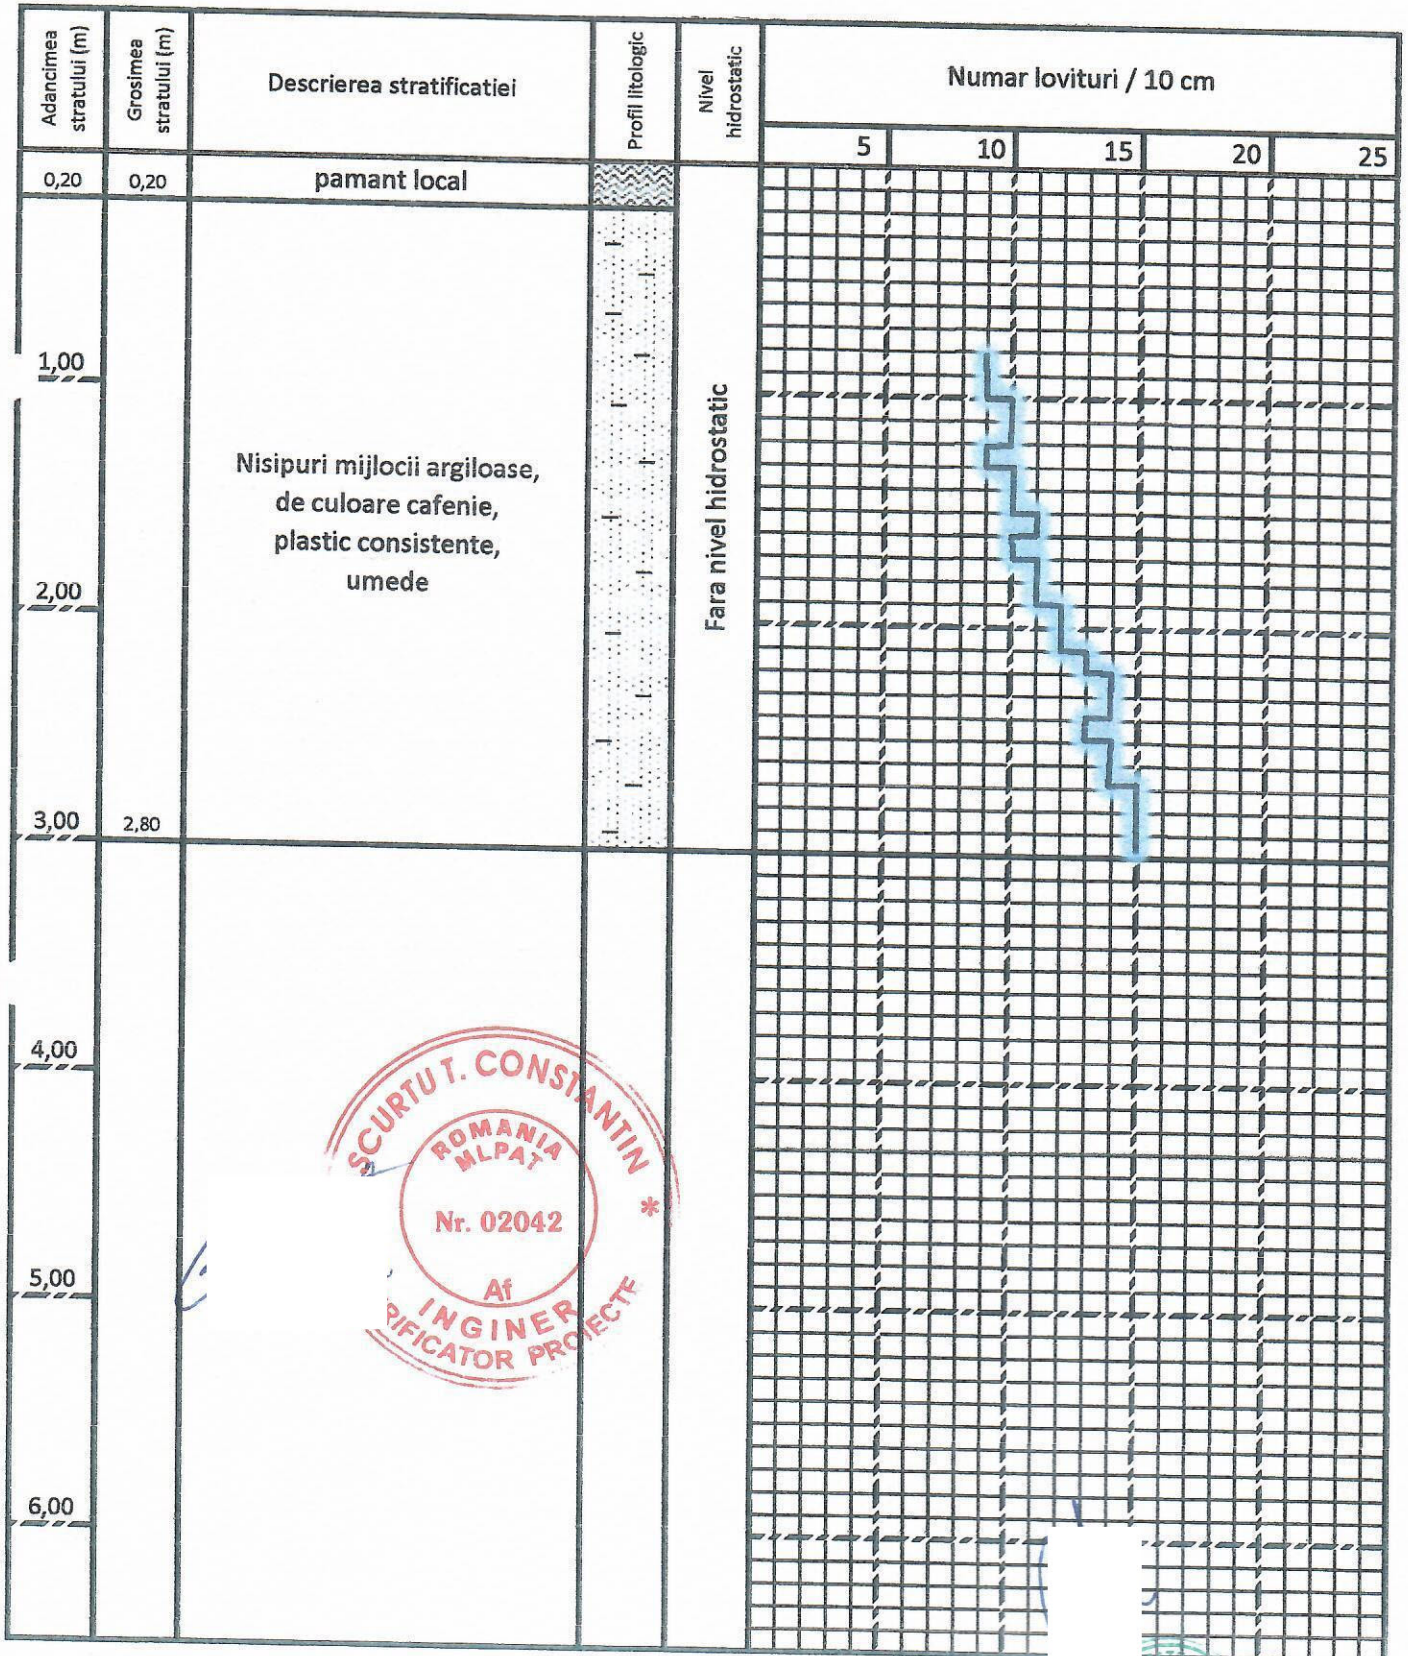 Adancimea
stratului (m)
Grosimea
stratului (m)
Descrierea stratificatiei
Profil litologic
Nivel
hidrostatic
Numar lovituri / 10 cm
5 10 15 20 25
0,20 0,20 pamant local
1,00
Nisipuri mijlocii argiloase,
de culoare cafenie,
plastic consistente,
umede
Fara nivel hidrostatic
2,00
3,00 2,80
4,00
SCURTU T. CONSTANTIN *
ROMANIA
MLPAT
Nr. 02042
Af
INGINER
RIFICATOR PROIECTE
5,00
6,00